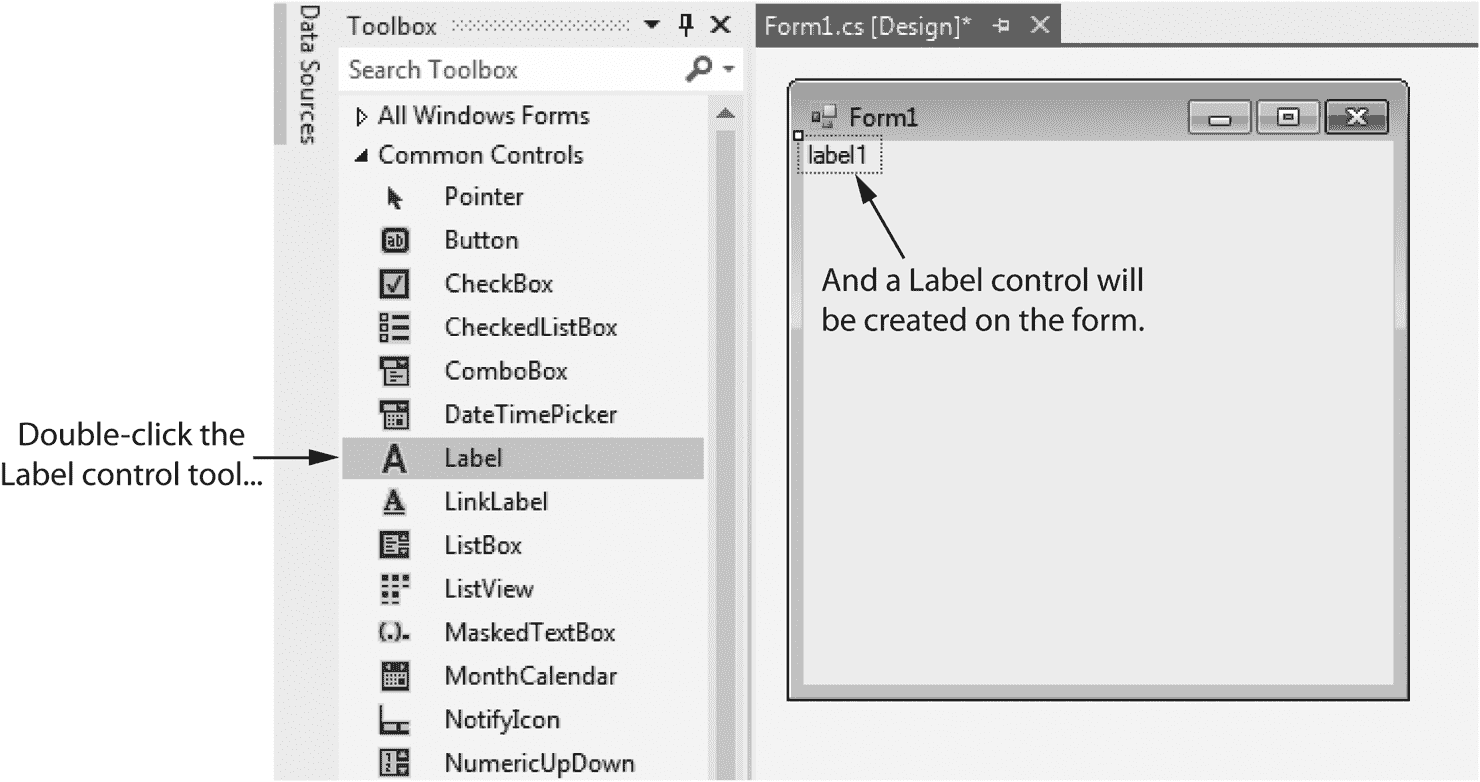 Data Sources
Toolbox
Search Toolbox
All Windows Forms
Common Controls
Pointer
Button
CheckBox
CheckedListBox
ComboBox
DateTimePicker
Label
LinkLabel
ListBox
ListView
MaskedTextBox
MonthCalendar
NotifyIcon
NumericUpDown
Double-click the
Label control tool...
Form1.cs [Design]*
Form1
label1
And a Label control will
be created on the form.